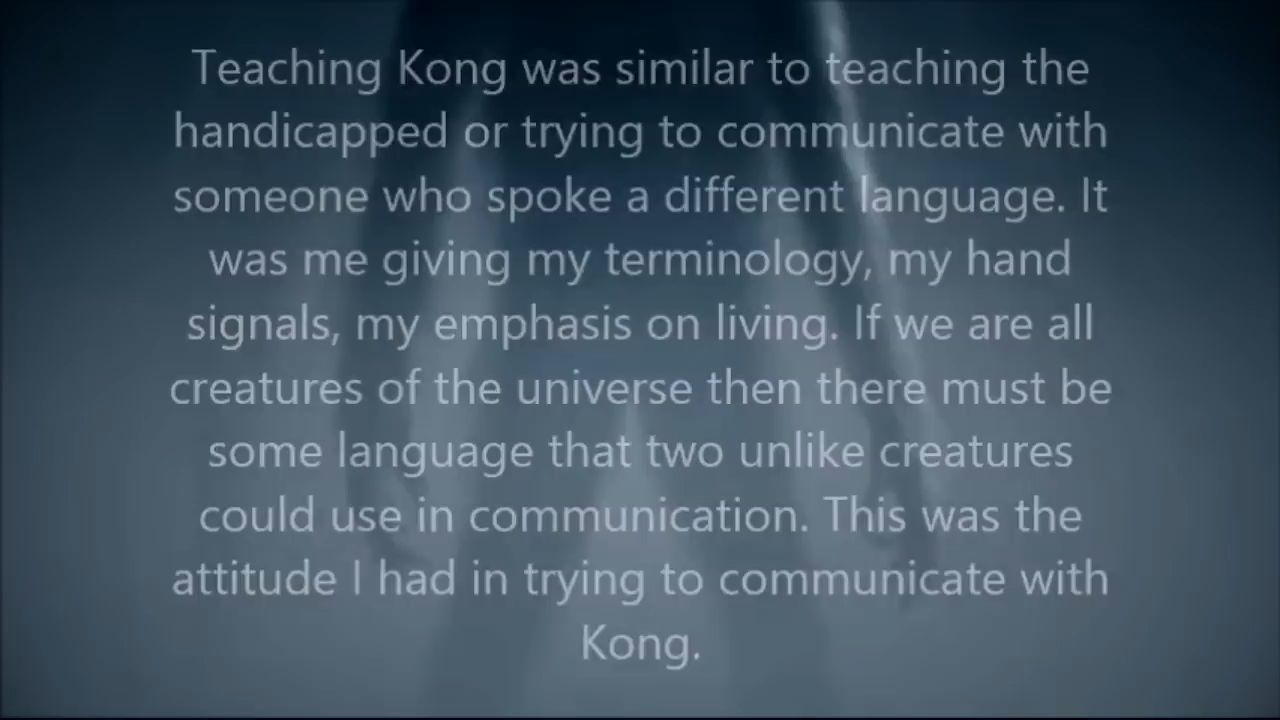 Teaching Kong was similar to teaching the
handicapped or trying to communicate with
someone who spoke a different language. It
was me giving my terminology, my hand
signals, my emphasis on living. If we are all
creatures of the universe then there must be
some language that two unlike creatures
could use in communication. This was the
attitude I had in trying to communicate with
Kong.